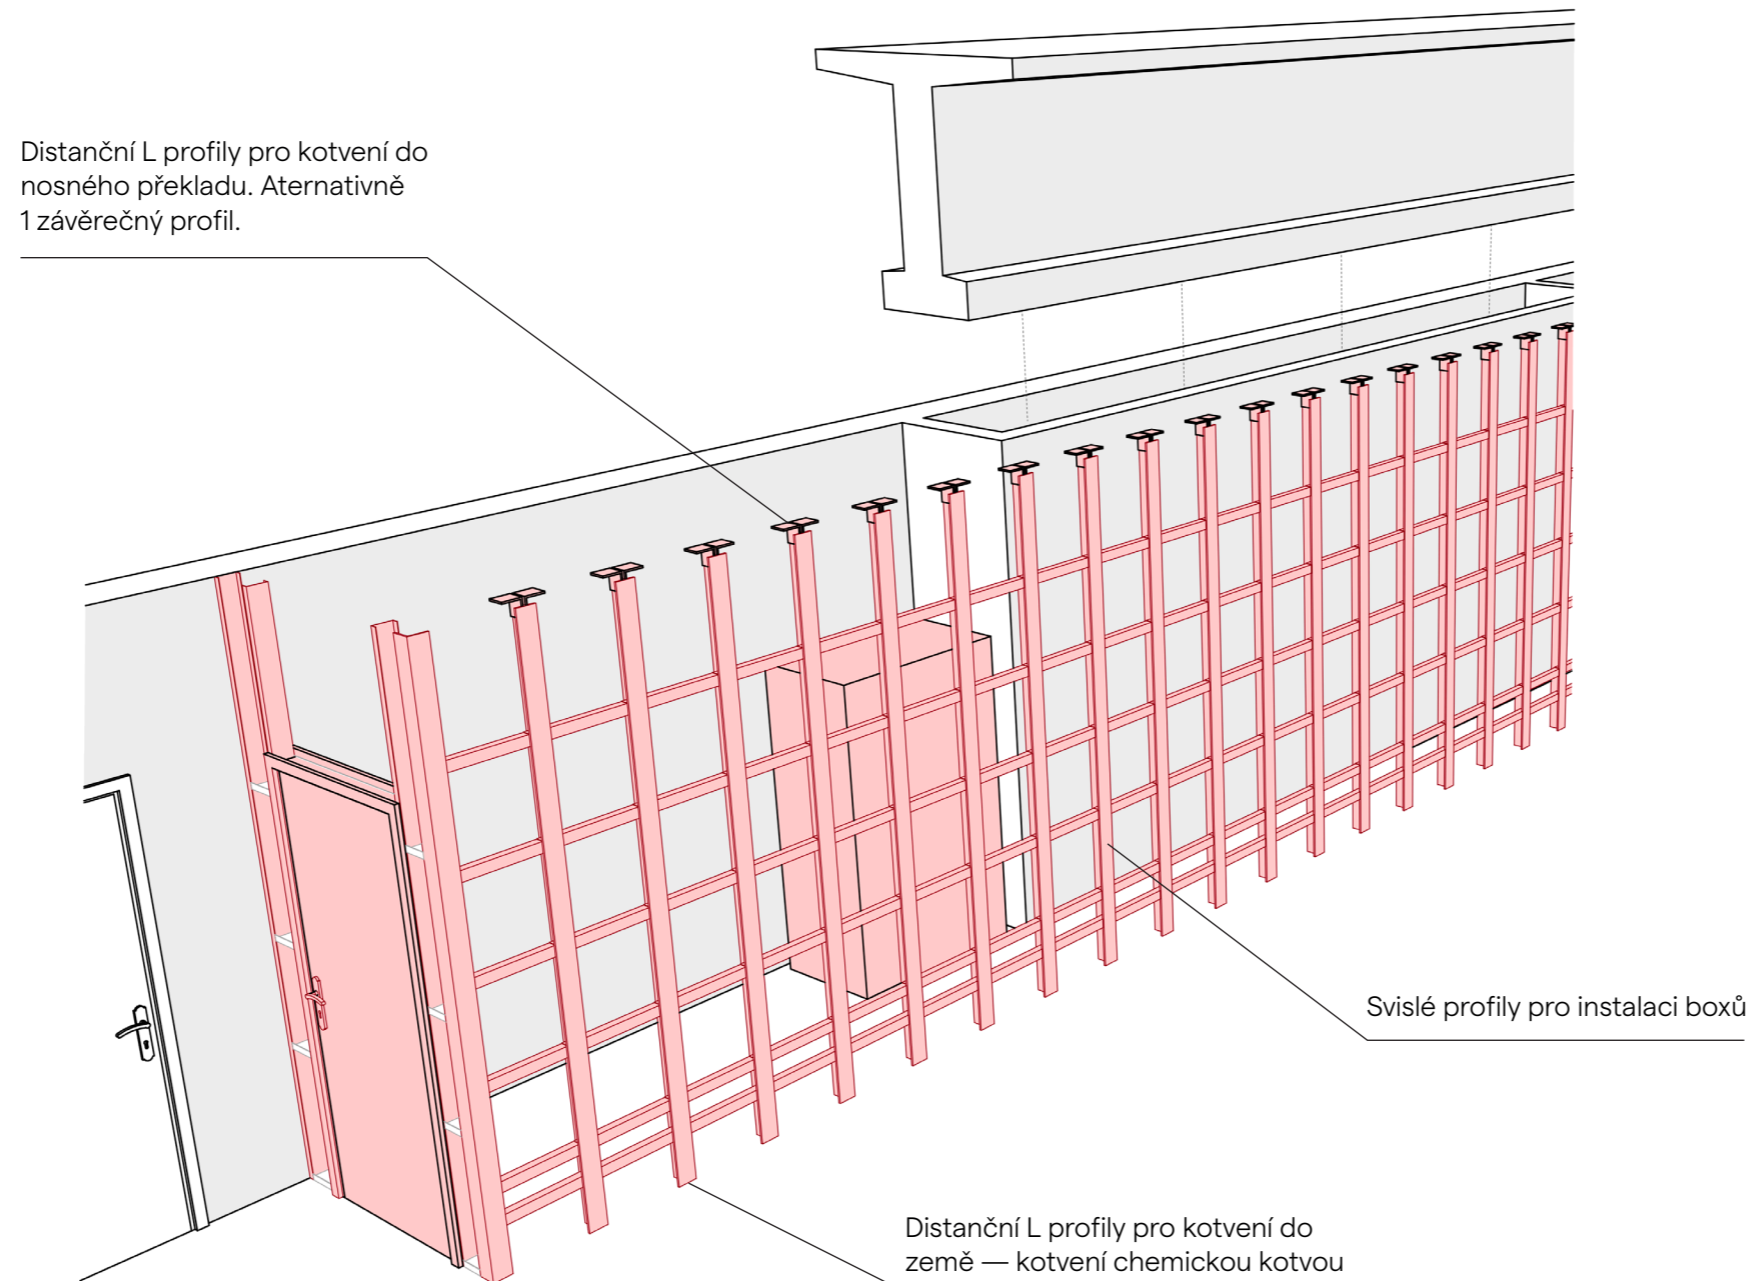 Distanční L profily pro kotvení do
nosného překladu. Aternativně
1 závěrečný profil.
Svislé profily pro instalaci boxů
Distanční L profily pro kotvení do
země — kotvení chemickou kotvou